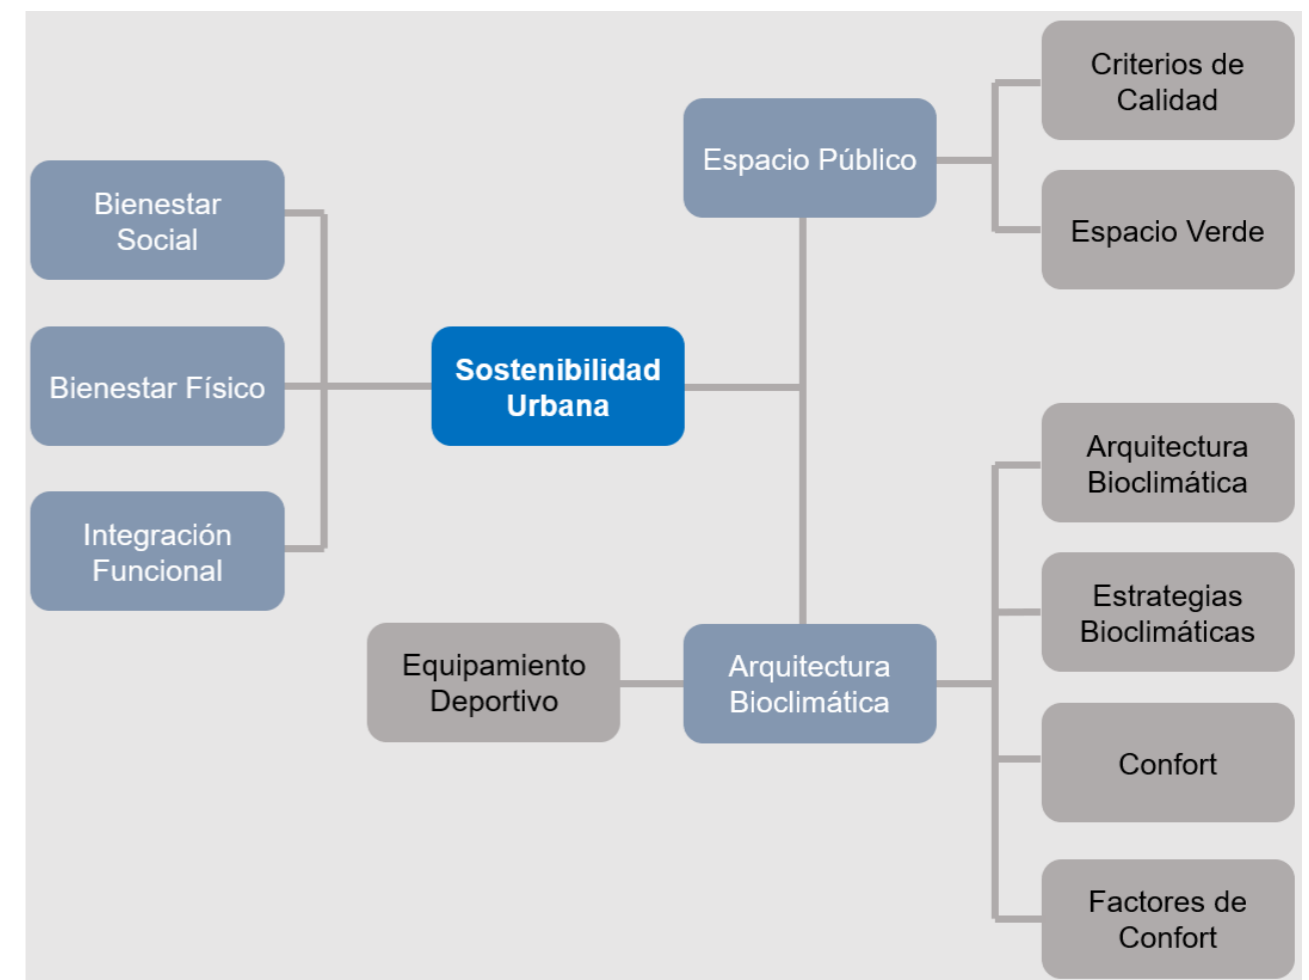 Criterios de
Calidad
Espacio Público
Espacio Verde
Bienestar
Social
Bienestar Físico
Integración
Funcional
Sostenibilidad
Urbana
Arquitectura
Bioclimática
Estrategias
Bioclimáticas
Equipamiento
Deportivo
Arquitectura
Bioclimática
Confort
Factores de
Confort